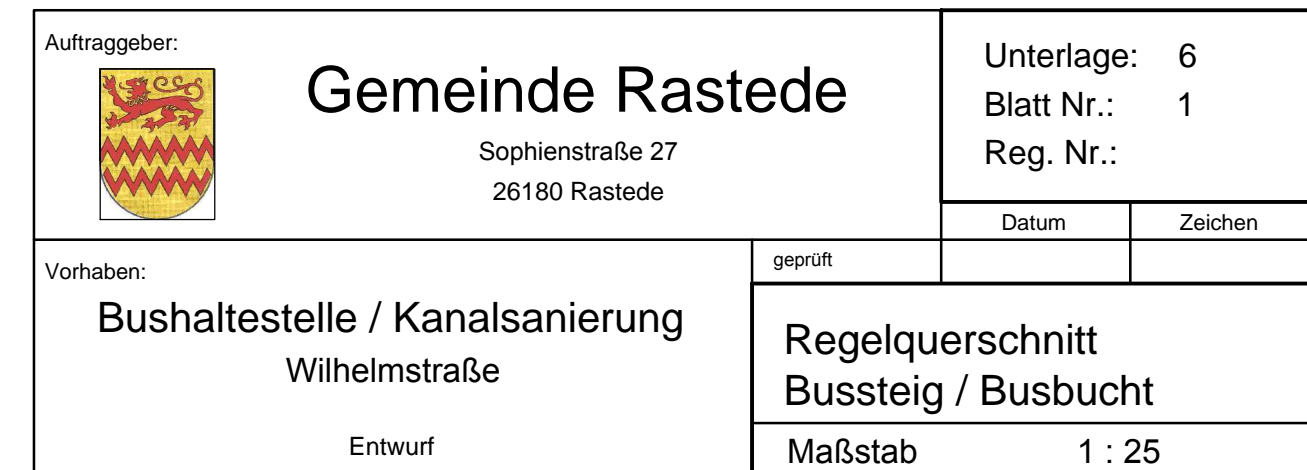 Auftraggeber:
Gemeinde Rastede
Sophienstraße 27
26180 Rastede
Unterlage: 6
Blatt Nr.: 1
Reg. Nr.:
Datum Zeichen
geprüft
Vorhaben:
Bushaltestelle / Kanalsanierung
Wilhelmstraße
Entwurf
Regelquerschnitt
Bussteig / Busbucht
Maßstab 1 : 25